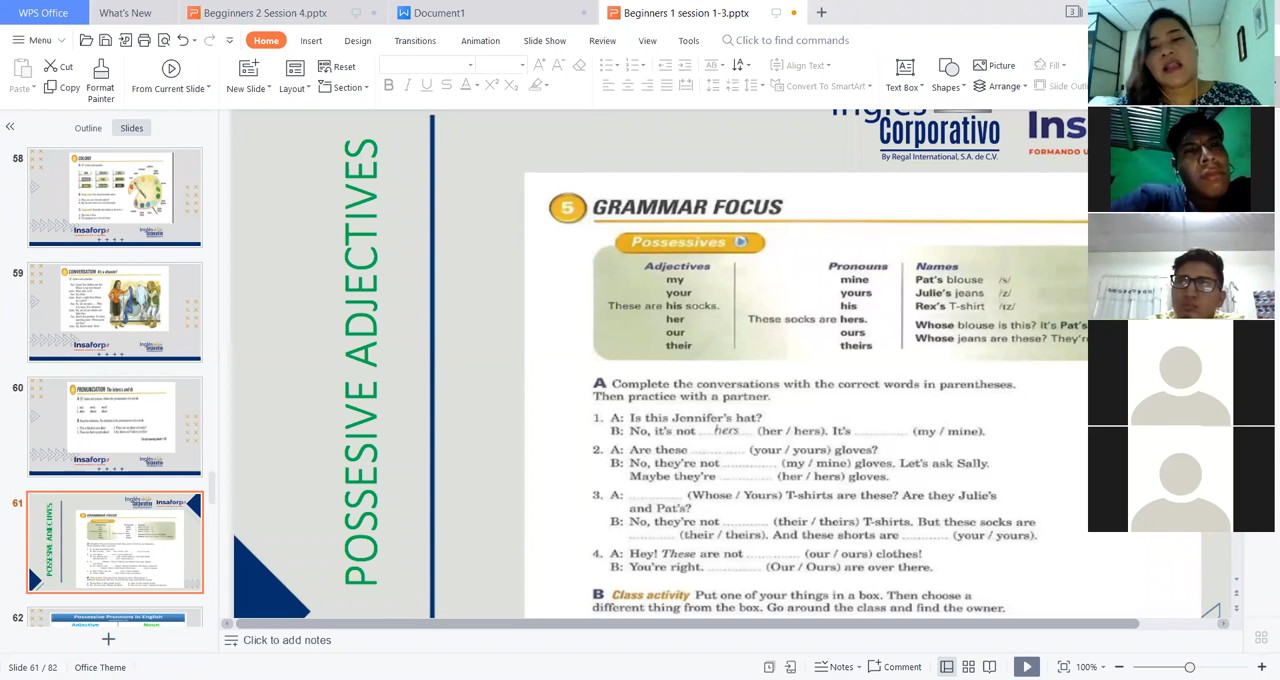 WPS Office
What's New
Begginers 2 Session 4.pptx
Document1
Beginners 1 session 1-3.pptx
3
Menu
Home
Insert
Design
Transitions
Animation
Slide Show
Review
View
Tools
Click to find commands
Paste
Cut
Copy
Format
Painter
From Current Slide
New Slide
Layout
Reset
Section
Align Text
Convert To SmartArt
Text Box
Shapes
Picture
Arrange
Fill
Outline
Slides
58
59
60
61
62
POSSESIVE ADJECTIVES
Corporativo
By Regal International, S.A. de C.V.
5 GRAMMAR FOCUS
Possessives
Adjectives
my
your
These are his socks.
her
our
their
Pronouns
mine
yours
his
These socks are hers.
ours
theirs
Names
Pat's blouse /s/
Julie's jeans /z/
Rex's T-shirt /ɪz/
Whose blouse is this? It's Pat's
Whose jeans are these? They're
A Complete the conversations with the correct words in parentheses.
Then practice with a partner.
1. A: Is this Jennifer's hat?
B: No, it's not hers (her / hers). It's .......... (my / mine).
2. A: Are these .......... (your / yours) gloves?
B: No, they're not .......... (my / mine) gloves. Let's ask Sally.
Maybe they're .......... (her / hers) gloves.
3. A: .......... (Whose / Yours) T-shirts are these? Are they Julie's
and Pat's?
B: No, they're not .......... (their / theirs) T-shirts. But these socks are
.......... (their / theirs). And these shorts are .......... (your / yours).
4. A: Hey! These are not .......... (our / ours) clothes!
B: You're right. .......... (Our / Ours) are over there.
B Class activity Put one of your things in a box. Then choose a
different thing from the box. Go around the class and find the owner.
Click to add notes
Slide 61 / 82
Office Theme
Notes
Comment
100%